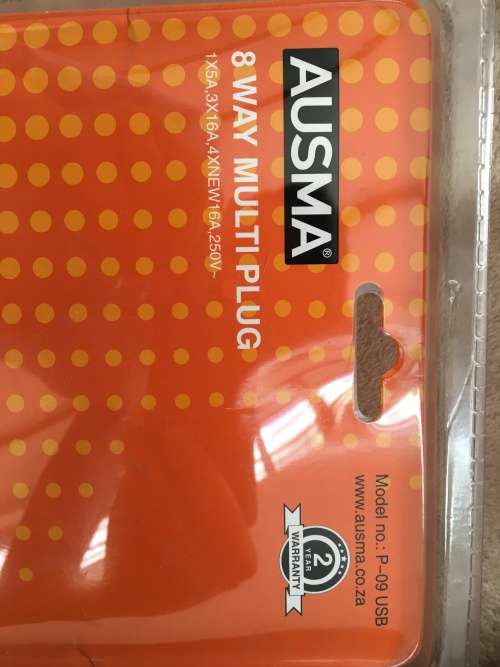 AUSMA®
8 WAY MULTI PLUG
1X5A,3X16A,4XNEW16A,250V~
Model no.: P-09 USB
www.ausma.co.za
2
YEAR
WARRANTY